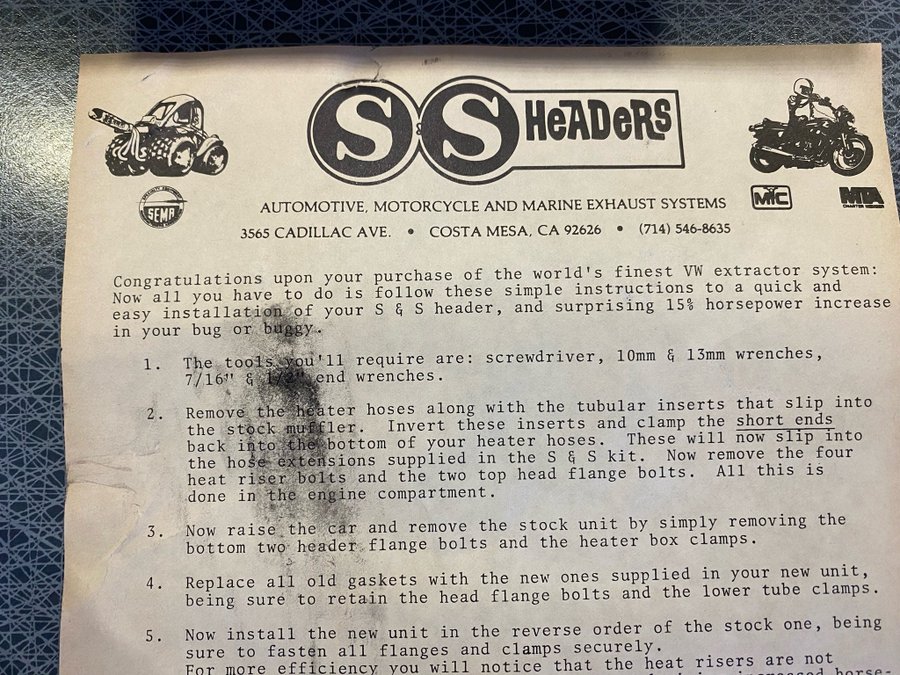 S&S HEADERS
SEMA
MIC
MTA
AUTOMOTIVE, MOTORCYCLE AND MARINE EXHAUST SYSTEMS
3565 CADILLAC AVE. • COSTA MESA, CA 92626 • (714) 546-8635
Congratulations upon your purchase of the world's finest VW extractor system:
Now all you have to do is follow these simple instructions to a quick and
easy installation of your S & S header, and surprising 15% horsepower increase
in your bug or buggy.
1. The tools you'll require are: screwdriver, 10mm & 13mm wrenches,
7/16" & 1/2" end wrenches.
2. Remove the heater hoses along with the tubular inserts that slip into
the stock muffler. Invert these inserts and clamp the short ends
back into the bottom of your heater hoses. These will now slip into
the hose extensions supplied in the S & S kit. Now remove the four
heat riser bolts and the two top head flange bolts. All this is
done in the engine compartment.
3. Now raise the car and remove the stock unit by simply removing the
bottom two header flange bolts and the heater box clamps.
4. Replace all old gaskets with the new ones supplied in your new unit,
being sure to retain the head flange bolts and the lower tube clamps.
5. Now install the new unit in the reverse order of the stock one, being
sure to fasten all flanges and clamps securely.
For more efficiency you will notice that the heat risers are not